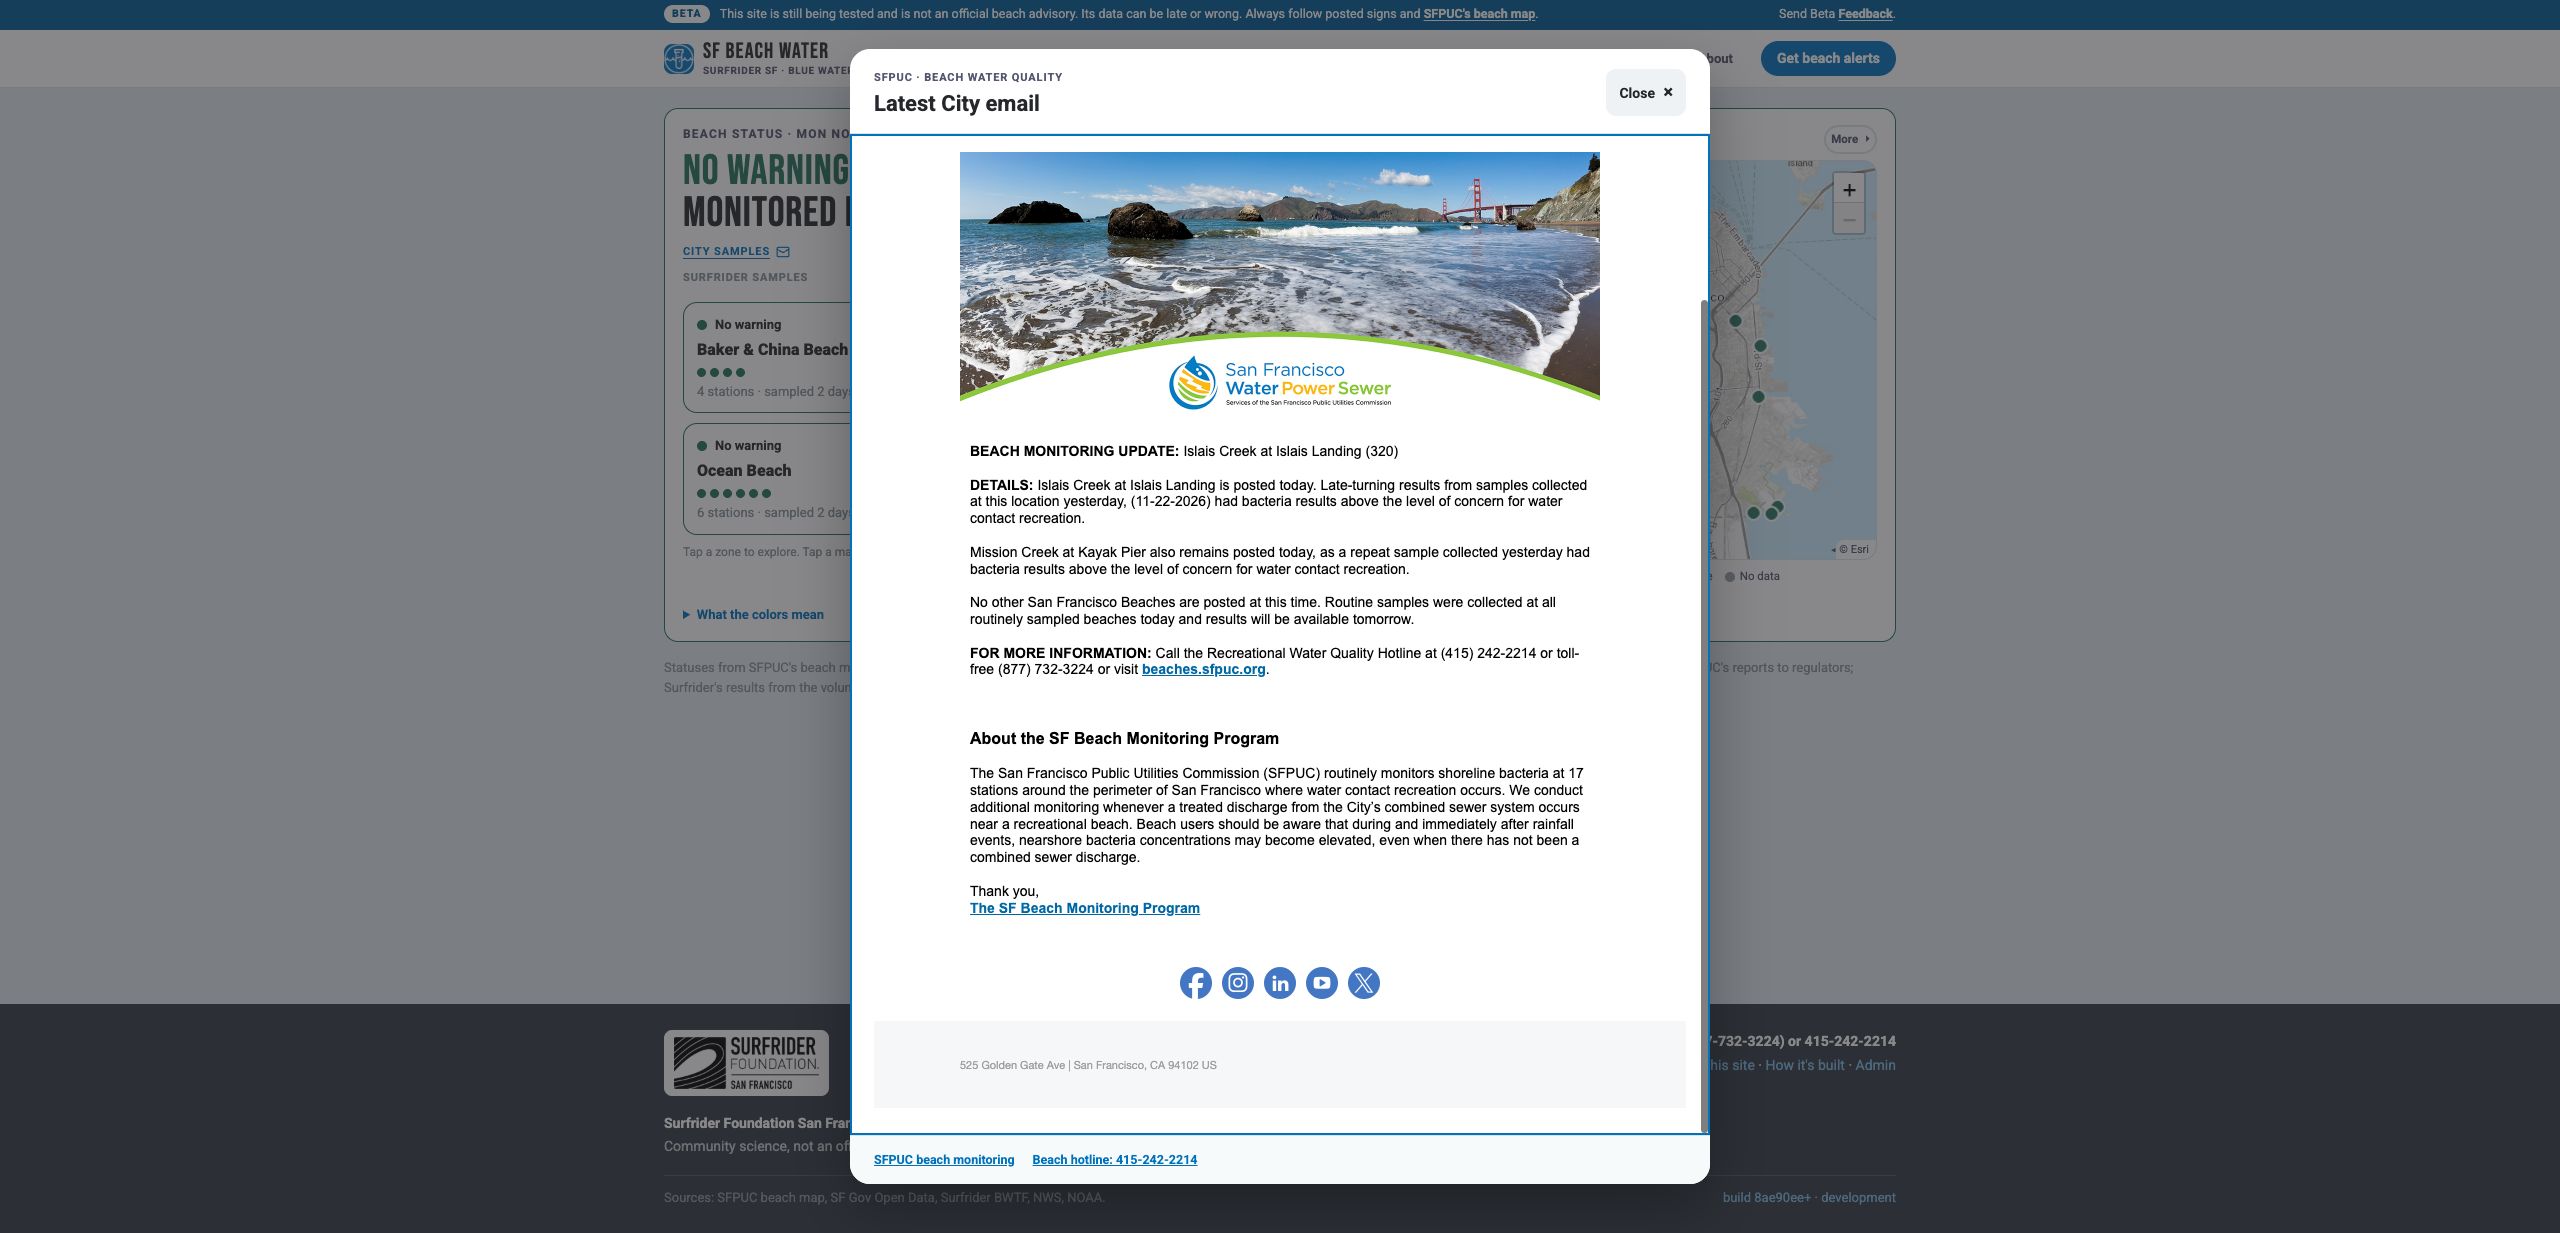 BETA This site is still being tested and is not an official beach advisory. Its data can be late or wrong. Always follow posted signs and SFPUC's beach map.
Send Beta Feedback.
SF BEACH WATER
SURFRIDER SF · BLUE WATER
Get beach alerts
SFPUC · BEACH WATER QUALITY
Latest City email
Close ×
BEACH STATUS · MON
NO WARNING
MONITORED
CITY SAMPLES
SURFRIDER SAMPLES
No warning
Baker & China Beach
4 stations · sampled 2
No warning
Ocean Beach
6 stations · sampled 2
Tap a zone to explore. Tap a
What the colors mean
Statuses from SFPUC's beach
Surfrider's results from the
More
Island
The Embarcadero
+
−
280
© Esri
No data
reports to regulators;
San Francisco
Water Power Sewer
Services of the San Francisco Public Utilities Commission
BEACH MONITORING UPDATE: Islais Creek at Islais Landing (320)
DETAILS: Islais Creek at Islais Landing is posted today. Late-turning results from samples collected
at this location yesterday, (11-22-2026) had bacteria results above the level of concern for water
contact recreation.
Mission Creek at Kayak Pier also remains posted today, as a repeat sample collected yesterday had
bacteria results above the level of concern for water contact recreation.
No other San Francisco Beaches are posted at this time. Routine samples were collected at all
routinely sampled beaches today and results will be available tomorrow.
FOR MORE INFORMATION: Call the Recreational Water Quality Hotline at (415) 242-2214 or toll-
free (877) 732-3224 or visit beaches.sfpuc.org.
About the SF Beach Monitoring Program
The San Francisco Public Utilities Commission (SFPUC) routinely monitors shoreline bacteria at 17
stations around the perimeter of San Francisco where water contact recreation occurs. We conduct
additional monitoring whenever a treated discharge from the City's combined sewer system occurs
near a recreational beach. Beach users should be aware that during and immediately after rainfall
events, nearshore bacteria concentrations may become elevated, even when there has not been a
combined sewer discharge.
Thank you,
The SF Beach Monitoring Program
525 Golden Gate Ave | San Francisco, CA 94102 US
SFPUC beach monitoring
Beach hotline: 415-242-2214
SURFRIDER
FOUNDATION.
SAN FRANCISCO
Surfrider Foundation San
Community science, not an
-732-3224) or 415-242-2214
this site · How it's built · Admin
Sources: SFPUC beach map, SF Gov Open Data, Surfrider BWTF, NWS, NOAA.
build 8ae90ee+ · development